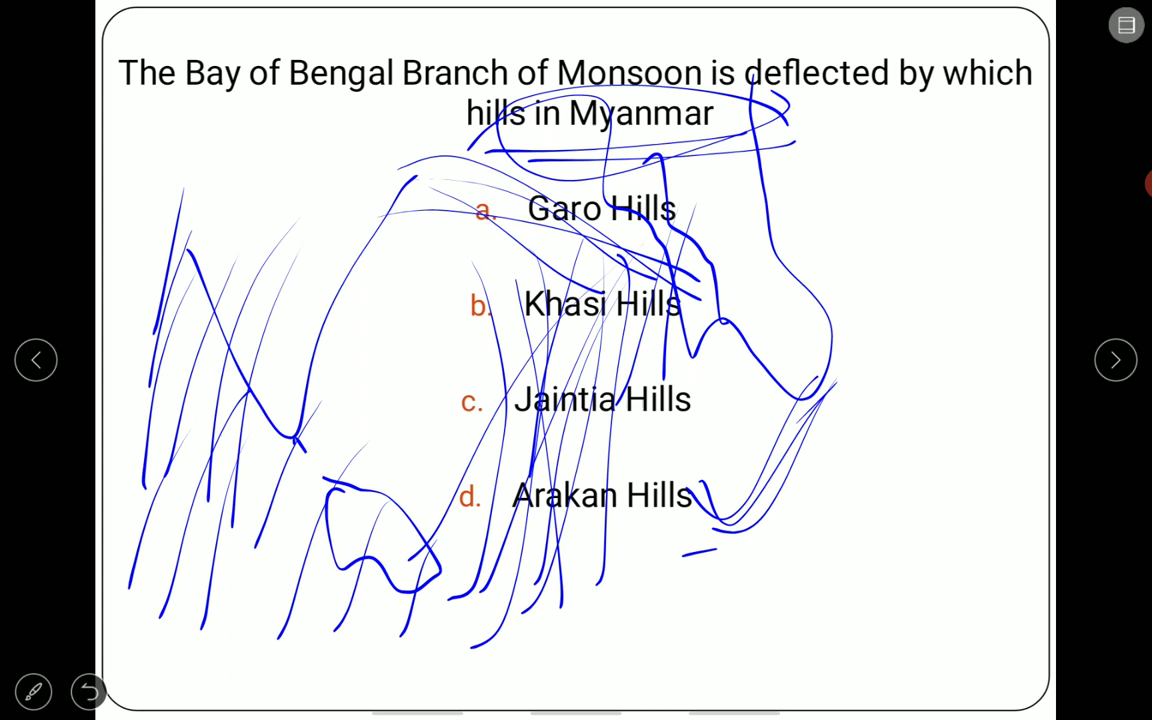 The Bay of Bengal Branch of Monsoon is deflected by which
hills in Myanmar
a. Garo Hills
b. Khasi Hills
c. Jaintia Hills
d. Arakan Hills